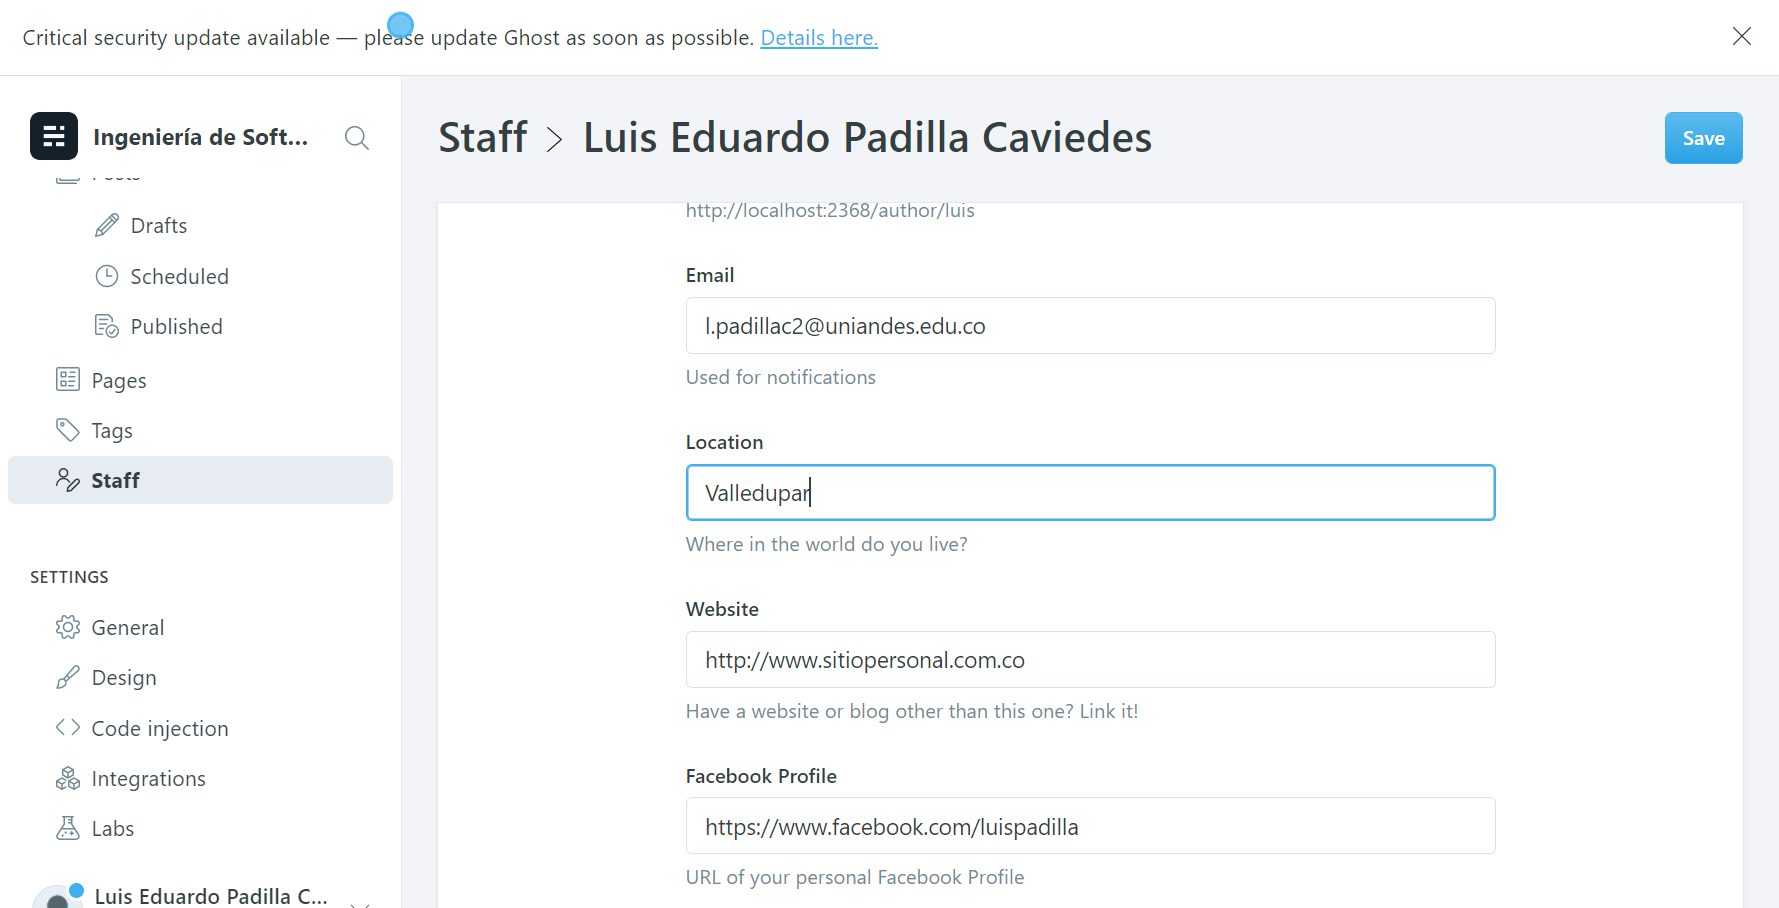 Critical security update available — please update Ghost as soon as possible. Details here.
Ingeniería de Soft...
Posts
Drafts
Scheduled
Published
Pages
Tags
Staff
SETTINGS
General
Design
Code injection
Integrations
Labs
Luis Eduardo Padilla C...
Staff > Luis Eduardo Padilla Caviedes
Save
http://localhost:2368/author/luis
Email
l.padillac2@uniandes.edu.co
Used for notifications
Location
Valledupar
Where in the world do you live?
Website
http://www.sitiopersonal.com.co
Have a website or blog other than this one? Link it!
Facebook Profile
https://www.facebook.com/luispadilla
URL of your personal Facebook Profile